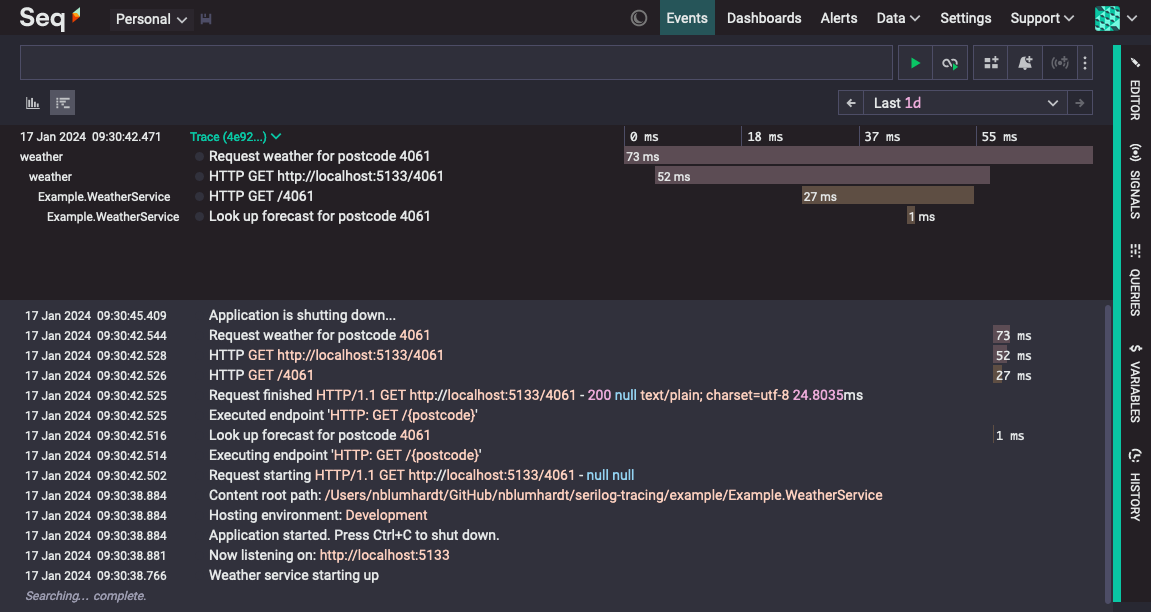 Seq Personal Events Dashboards Alerts Data Settings Support
Last 1d
17 Jan 2024 09:30:42.471 Trace (4e92...) 0 ms 18 ms 37 ms 55 ms
weather Request weather for postcode 4061 73 ms
weather HTTP GET http://localhost:5133/4061 52 ms
Example.WeatherService HTTP GET /4061 27 ms
Example.WeatherService Look up forecast for postcode 4061 1 ms
17 Jan 2024 09:30:45.409 Application is shutting down...
17 Jan 2024 09:30:42.544 Request weather for postcode 4061 73 ms
17 Jan 2024 09:30:42.528 HTTP GET http://localhost:5133/4061 52 ms
17 Jan 2024 09:30:42.526 HTTP GET /4061 27 ms
17 Jan 2024 09:30:42.525 Request finished HTTP/1.1 GET http://localhost:5133/4061 - 200 null text/plain; charset=utf-8 24.8035ms
17 Jan 2024 09:30:42.525 Executed endpoint 'HTTP: GET /{postcode}'
17 Jan 2024 09:30:42.516 Look up forecast for postcode 4061 1 ms
17 Jan 2024 09:30:42.514 Executing endpoint 'HTTP: GET /{postcode}'
17 Jan 2024 09:30:42.502 Request starting HTTP/1.1 GET http://localhost:5133/4061 - null null
17 Jan 2024 09:30:38.884 Content root path: /Users/nblumhardt/GitHub/nblumhardt/serilog-tracing/example/Example.WeatherService
17 Jan 2024 09:30:38.884 Hosting environment: Development
17 Jan 2024 09:30:38.884 Application started. Press Ctrl+C to shut down.
17 Jan 2024 09:30:38.881 Now listening on: http://localhost:5133
17 Jan 2024 09:30:38.766 Weather service starting up
Searching... complete.
EDITOR
SIGNALS
QUERIES
VARIABLES
HISTORY